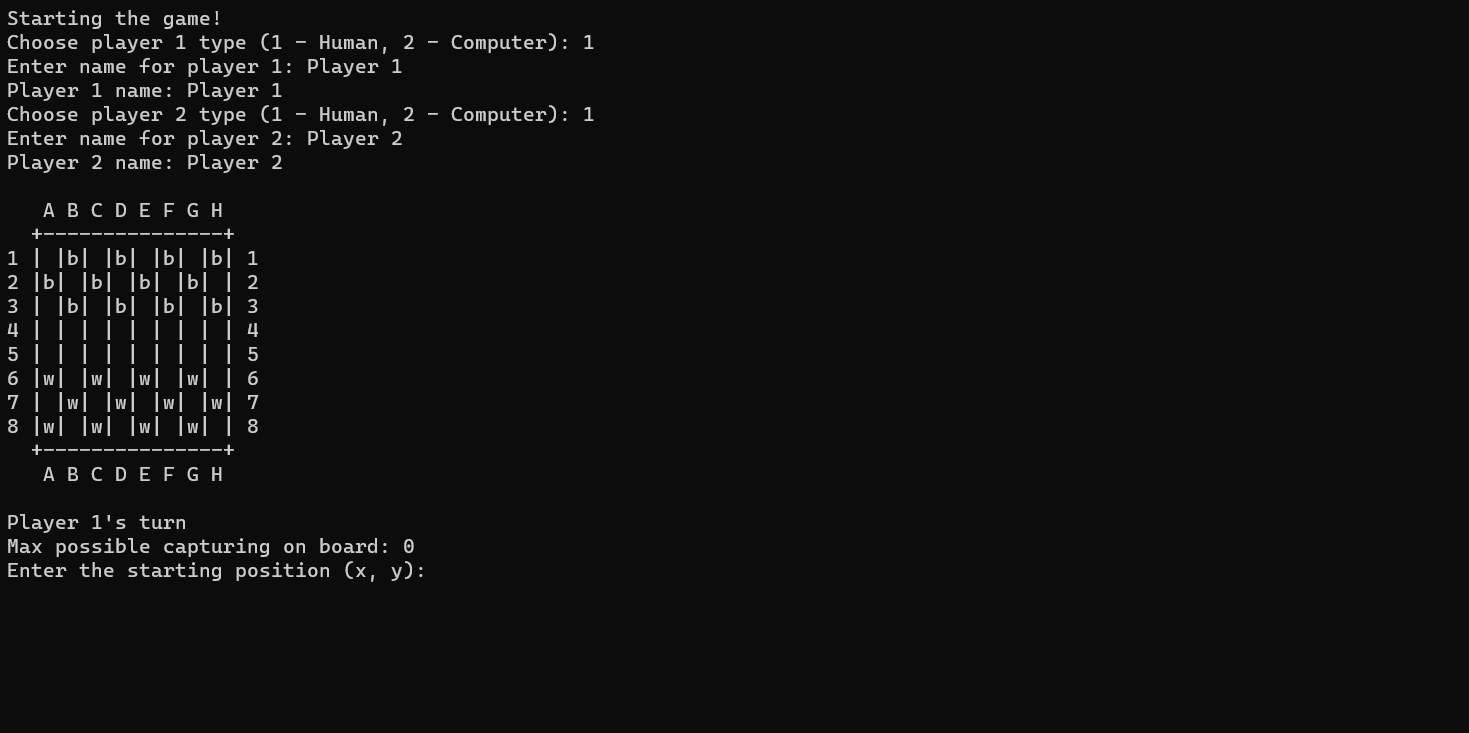 Starting the game!
Choose player 1 type (1 - Human, 2 - Computer): 1
Enter name for player 1: Player 1
Player 1 name: Player 1
Choose player 2 type (1 - Human, 2 - Computer): 1
Enter name for player 2: Player 2
Player 2 name: Player 2

   A B C D E F G H
  +---------------+
1 | |b| |b| |b| |b| 1
2 |b| |b| |b| |b| | 2
3 | |b| |b| |b| |b| 3
4 | | | | | | | | | 4
5 | | | | | | | | | 5
6 |w| |w| |w| |w| | 6
7 | |w| |w| |w| |w| 7
8 |w| |w| |w| |w| | 8
  +---------------+
   A B C D E F G H

Player 1's turn
Max possible capturing on board: 0
Enter the starting position (x, y):